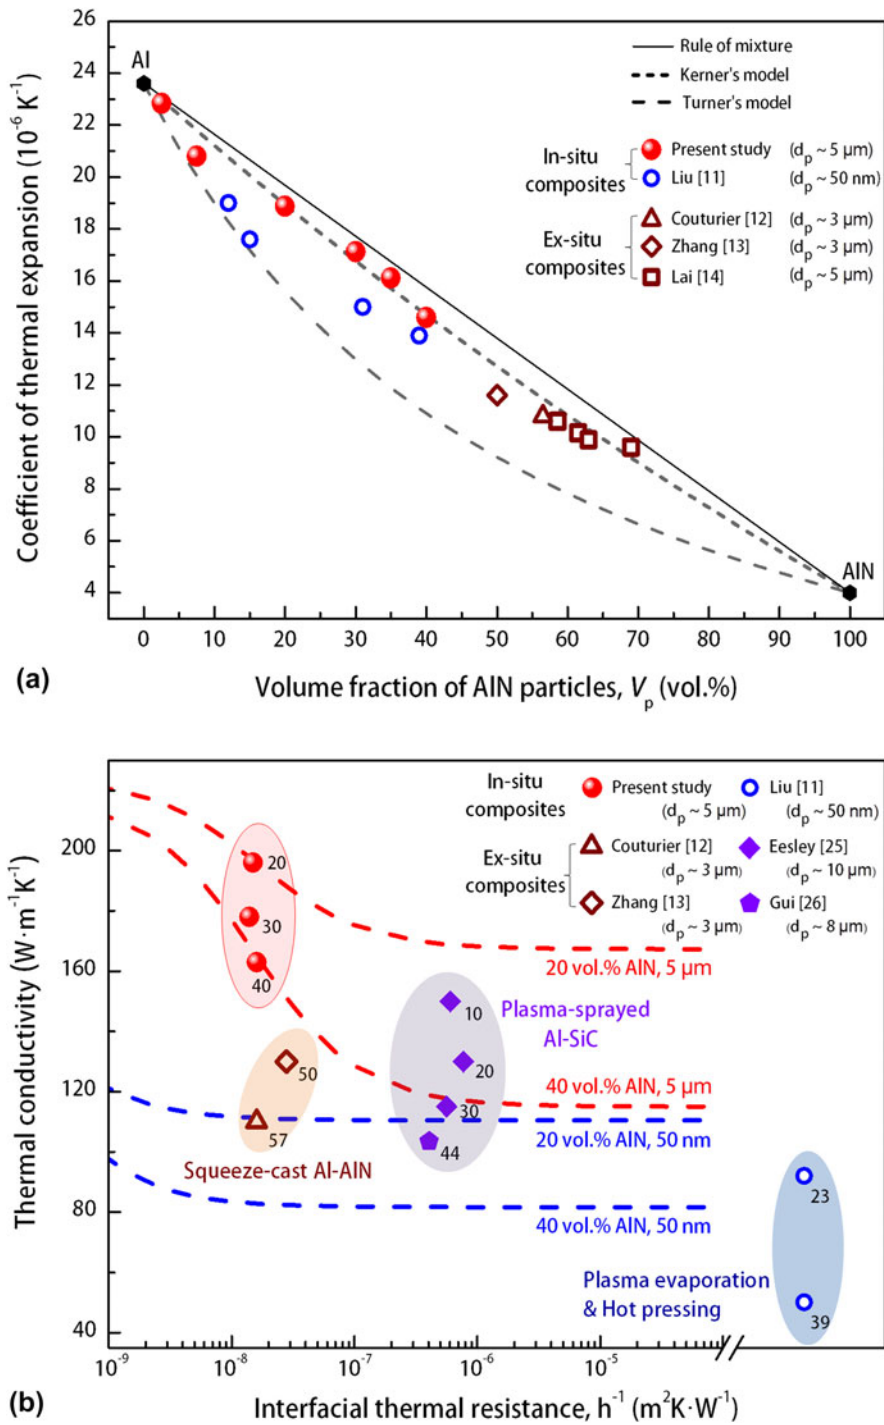 26
24
22
20
18
16
14
12
10
8
6
4
Coefficient of thermal expansion (10⁻⁶ K⁻¹)
Al
Rule of mixture
Kerner's model
Turner's model
In-situ composites
Present study (dₚ ~ 5 µm)
Liu [11] (dₚ ~ 50 nm)
Ex-situ composites
Couturier [12] (dₚ ~ 3 µm)
Zhang [13] (dₚ ~ 3 µm)
Lai [14] (dₚ ~ 5 µm)
AlN
0 10 20 30 40 50 60 70 80 90 100
(a)
Volume fraction of AlN particles, Vₚ (vol.%)
200
160
120
80
40
Thermal conductivity (W·m⁻¹K⁻¹)
In-situ composites
Present study (dₚ ~ 5 µm)
Liu [11] (dₚ ~ 50 nm)
Ex-situ composites
Couturier [12] (dₚ ~ 3 µm)
Eesley [25] (dₚ ~ 10 µm)
Zhang [13] (dₚ ~ 3 µm)
Gui [26] (dₚ ~ 8 µm)
20
30
40
20 vol.% AlN, 5 µm
Plasma-sprayed
Al-SiC
10
20
30
44
50
57
40 vol.% AlN, 5 µm
20 vol.% AlN, 50 nm
Squeeze-cast Al-AlN
40 vol.% AlN, 50 nm
23
39
Plasma evaporation
& Hot pressing
10⁻⁹ 10⁻⁸ 10⁻⁷ 10⁻⁶ 10⁻⁵
(b)
Interfacial thermal resistance, h⁻¹ (m²K·W⁻¹)